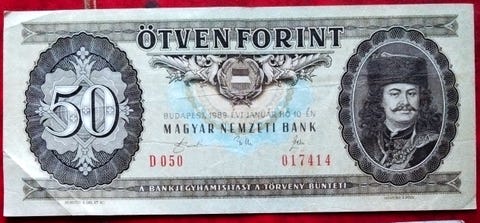 ÖTVEN FORINT
50
BUDAPEST, 1989. ÉVI JANUÁR HÓ 10-ÉN
MAGYAR NEMZETI BANK
D 050 017414
A BANKJEGYHAMISÍTÁST A TÖRVÉNY BÜNTETI